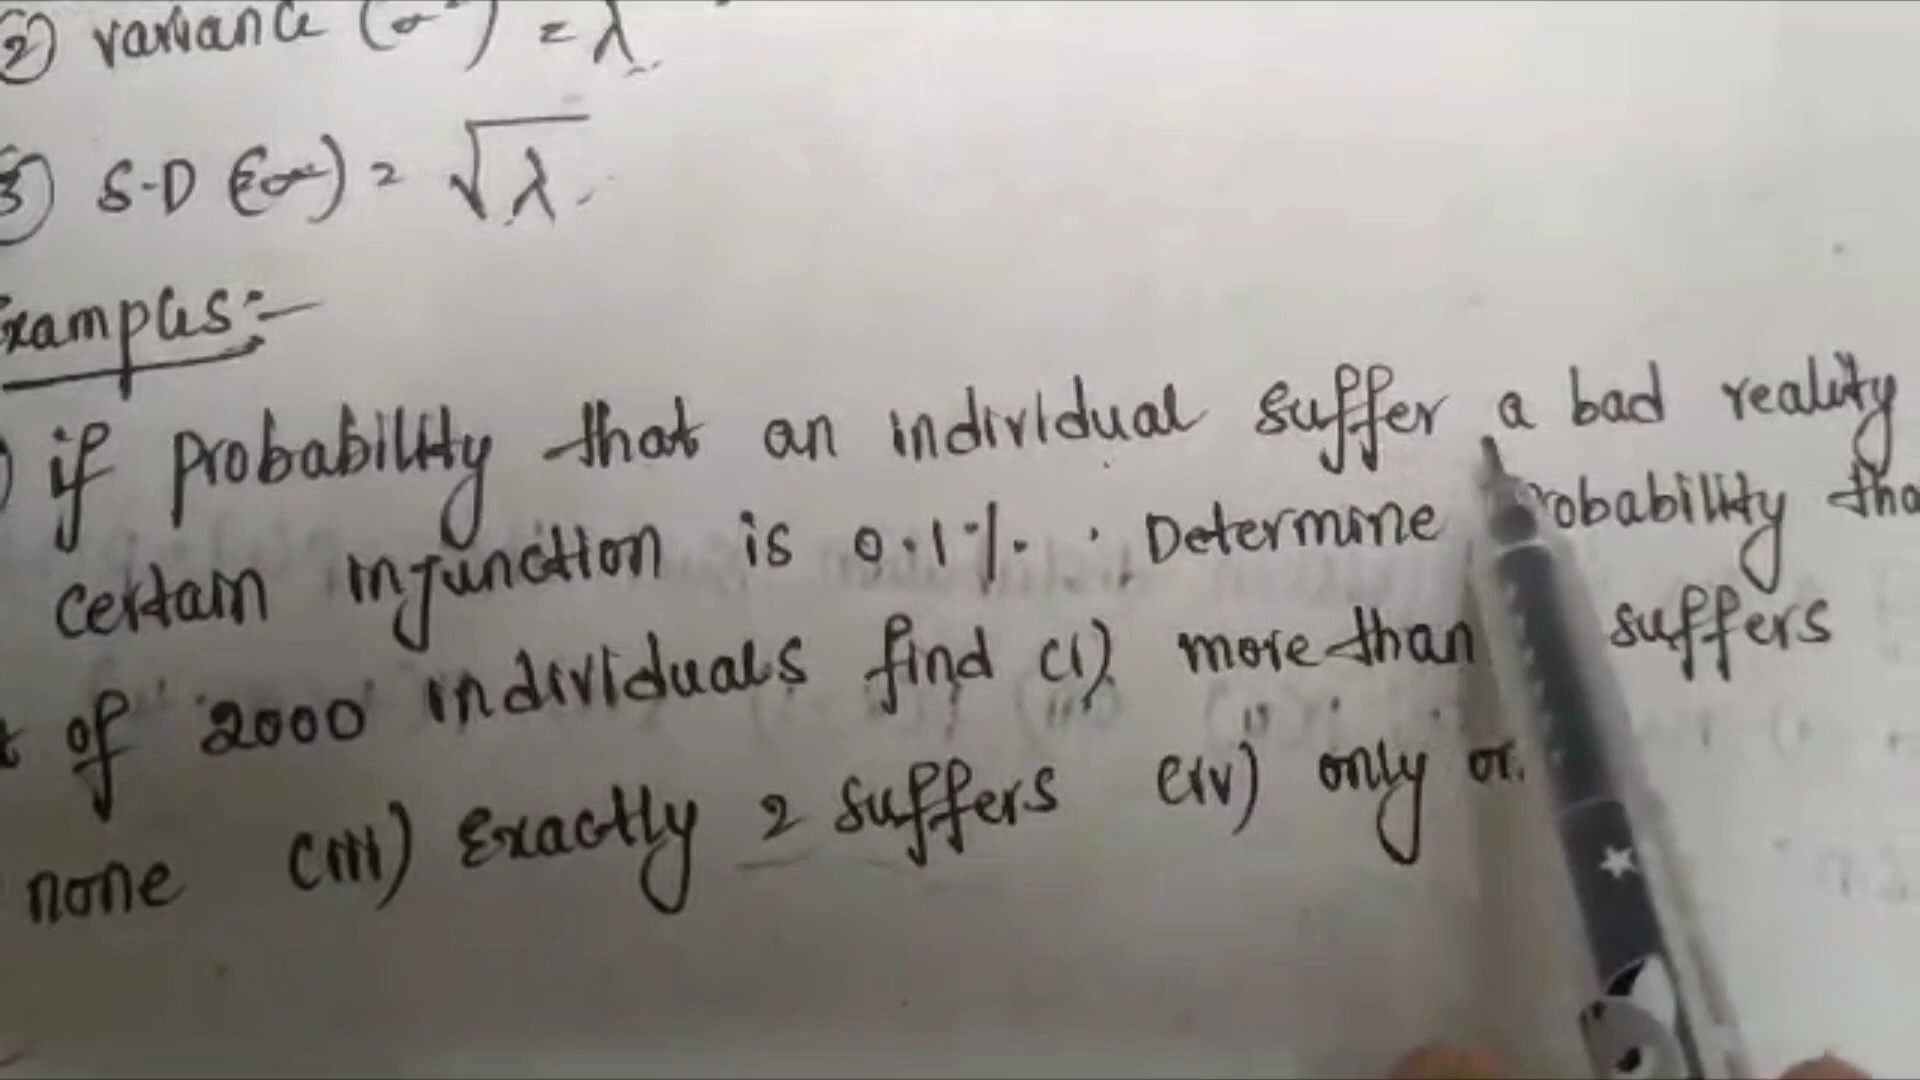 ② variance (σ²) = λ
③ S-D (σ) = √λ.
Examples:-
if probability that an individual suffer a bad reality
certain injunction is 0.1%. Determine probability tha
of 2000 individuals find (i) more than suffers
none (iii) Exactly 2 suffers (iv) only